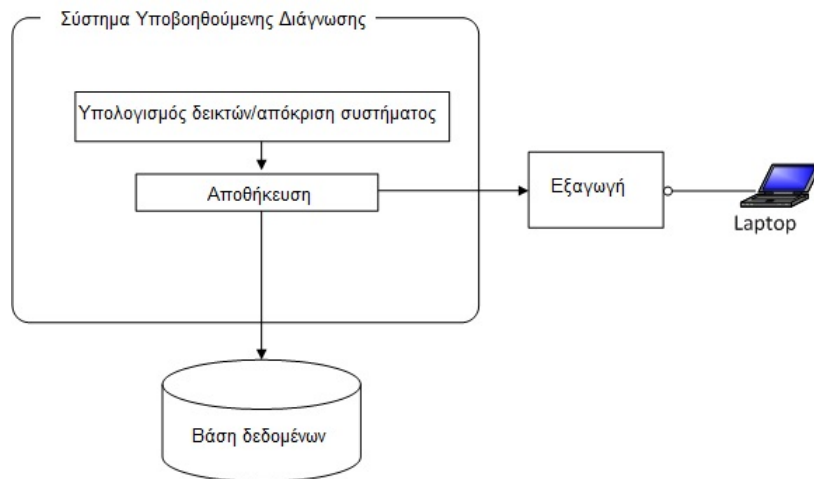 Σύστημα Υποβοηθούμενης Διάγνωσης
Υπολογισμός δεικτών/απόκριση συστήματος
Αποθήκευση
Εξαγωγή
Laptop
Βάση δεδομένων